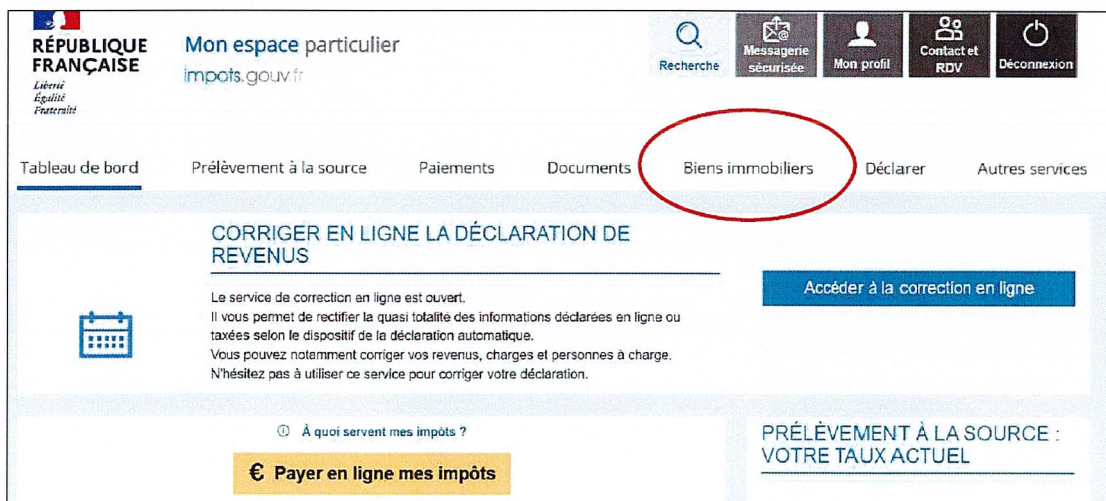 RÉPUBLIQUE
FRANÇAISE
Liberté
Égalité
Fraternité
Mon espace particulier
impots.gouv.fr
Recherche
Messagerie
sécurisée
Mon profil
Contact et
RDV
Déconnexion
Tableau de bord Prélèvement à la source Paiements Documents Biens immobiliers Déclarer Autres services
CORRIGER EN LIGNE LA DÉCLARATION DE
REVENUS
Le service de correction en ligne est ouvert.
Il vous permet de rectifier la quasi totalité des informations déclarées en ligne ou
taxées selon le dispositif de la déclaration automatique.
Vous pouvez notamment corriger vos revenus, charges et personnes à charge.
N'hésitez pas à utiliser ce service pour corriger votre déclaration.
Accéder à la correction en ligne
À quoi servent mes impôts ?
€ Payer en ligne mes impôts
PRÉLÈVEMENT À LA SOURCE :
VOTRE TAUX ACTUEL